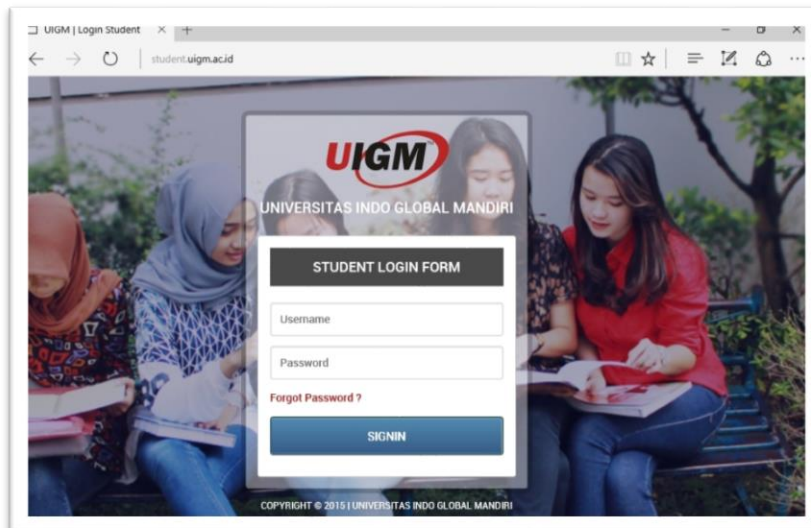 UIGM | Login Student
student.uigm.ac.id
UIGM
UNIVERSITAS INDO GLOBAL MANDIRI
STUDENT LOGIN FORM
Username
Password
Forgot Password ?
SIGNIN
COPYRIGHT © 2015 | UNIVERSITAS INDO GLOBAL MANDIRI